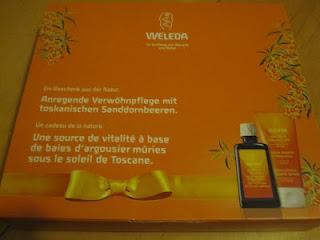 WELEDA
Ein Geschenk aus der Natur.
Anregende Verwöhnpflege mit
toskanischen Sanddornbeeren.
Un cadeau de la nature.
Une source de vitalité à base
de baies d'argousier mûries
sous le soleil de Toscane.
WELEDA